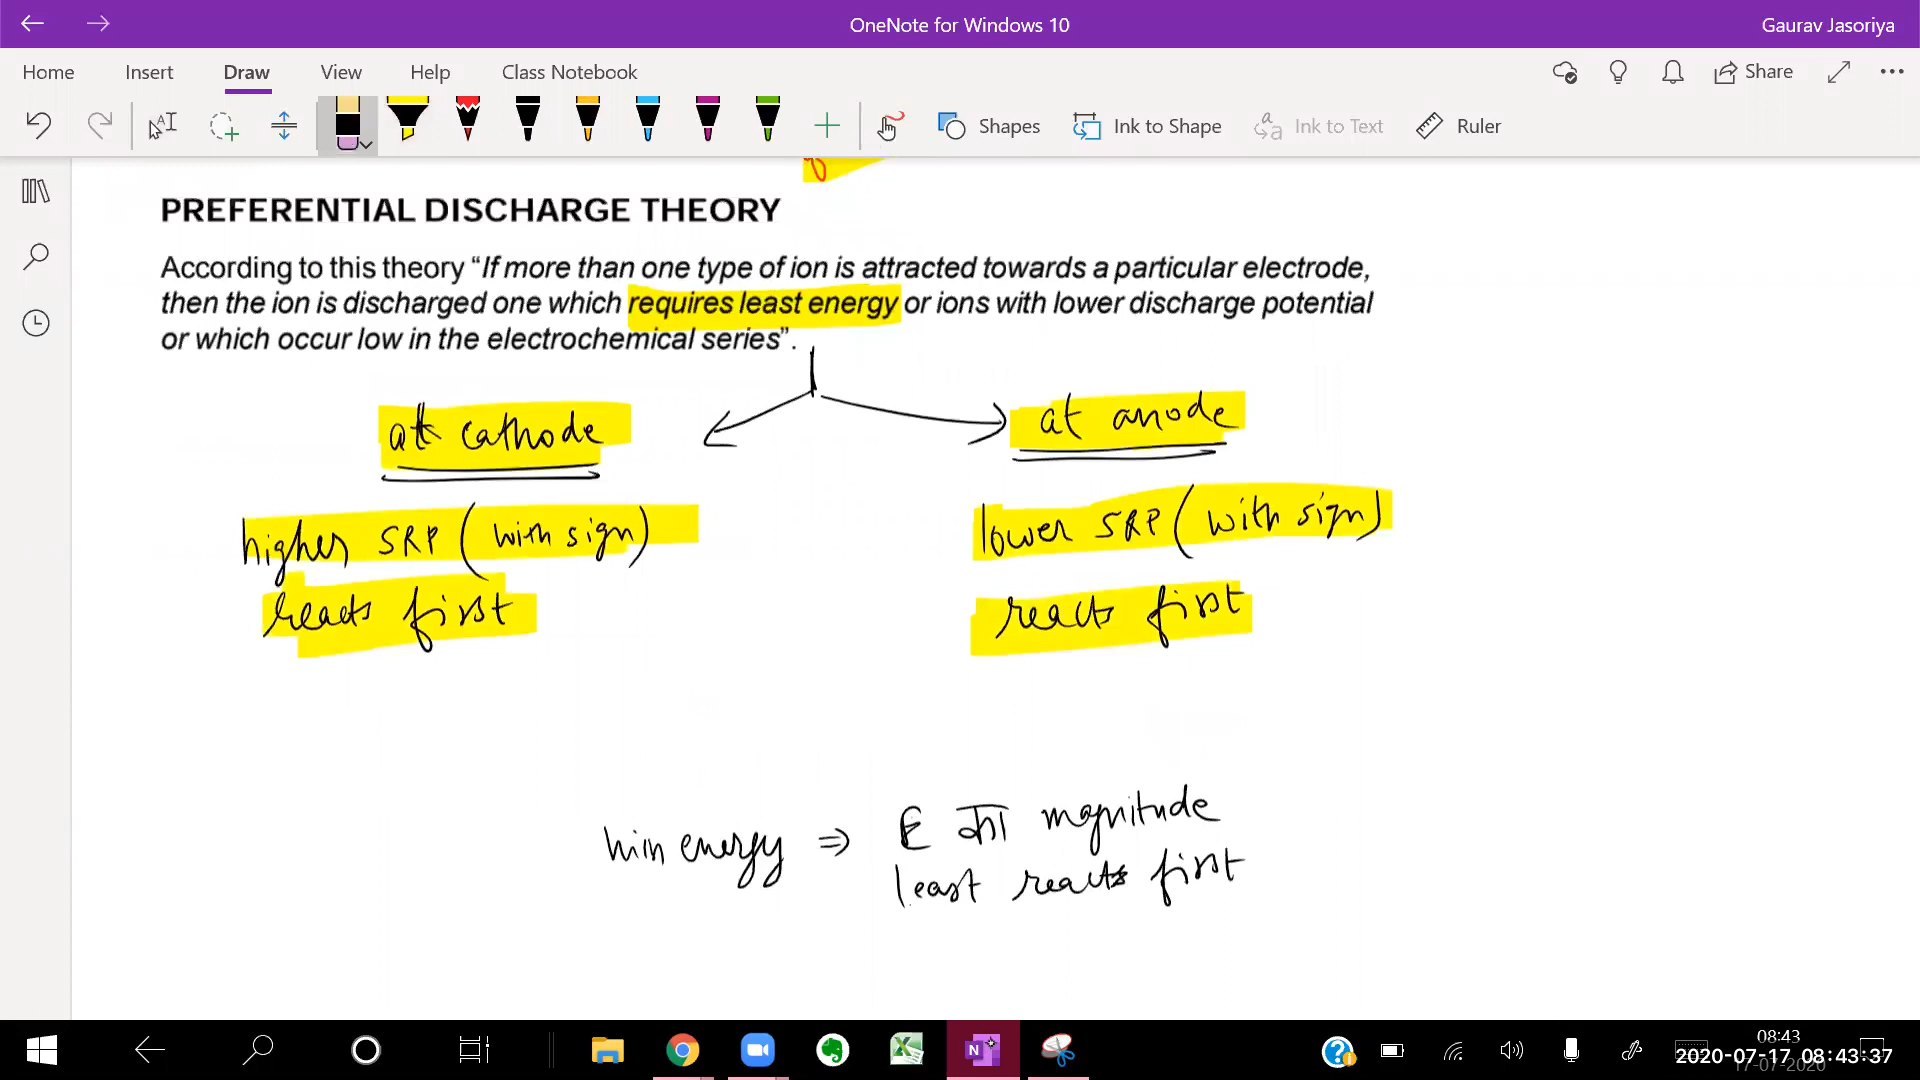 OneNote for Windows 10
Gaurav Jasoriya
Home Insert Draw View Help Class Notebook
Share
Shapes Ink to Shape Ink to Text Ruler
PREFERENTIAL DISCHARGE THEORY
According to this theory “If more than one type of ion is attracted towards a particular electrode,
then the ion is discharged one which requires least energy or ions with lower discharge potential
or which occur low in the electrochemical series”.
at cathode
at anode
higher SRP (with sign)
reacts first
lower SRP (with sign)
reacts first
min energy ⇒ E का magnitude
least reacts first
08:43
2020-07-17 08:43:37
17-07-2020